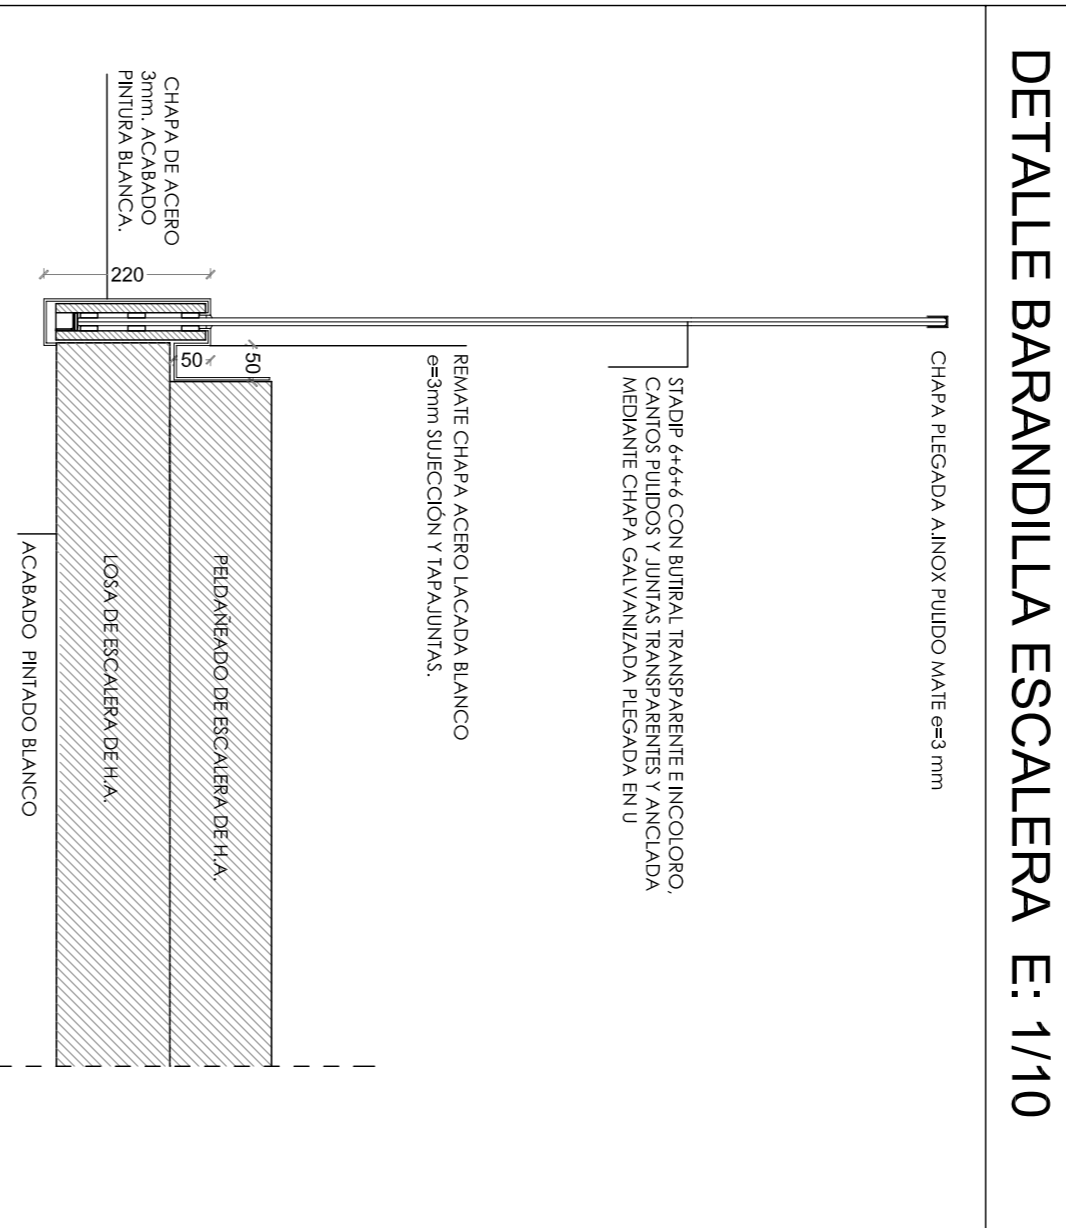 DETALLE BARANDILLA ESCALERA E: 1/10
CHAPA PLEGADA A.INOX PULIDO MATE e=3 mm
STADIP 6+6+6 CON BUTIRAL TRANSPARENTE E INCOLORO,
CANTOS PULIDOS Y JUNTAS TRANSPARENTES Y ANCLADA
MEDIANTE CHAPA GALVANIZADA PLEGADA EN U
REMATE CHAPA ACERO LACADA BLANCO
e=3mm SUJECCIÓN Y TAPAJUNTAS.
CHAPA DE ACERO
3mm. ACABADO
PINTURA BLANCA.
220
50
50
PELDAÑEADO DE ESCALERA DE H.A.
LOSA DE ESCALERA DE H.A.
ACABADO PINTADO BLANCO